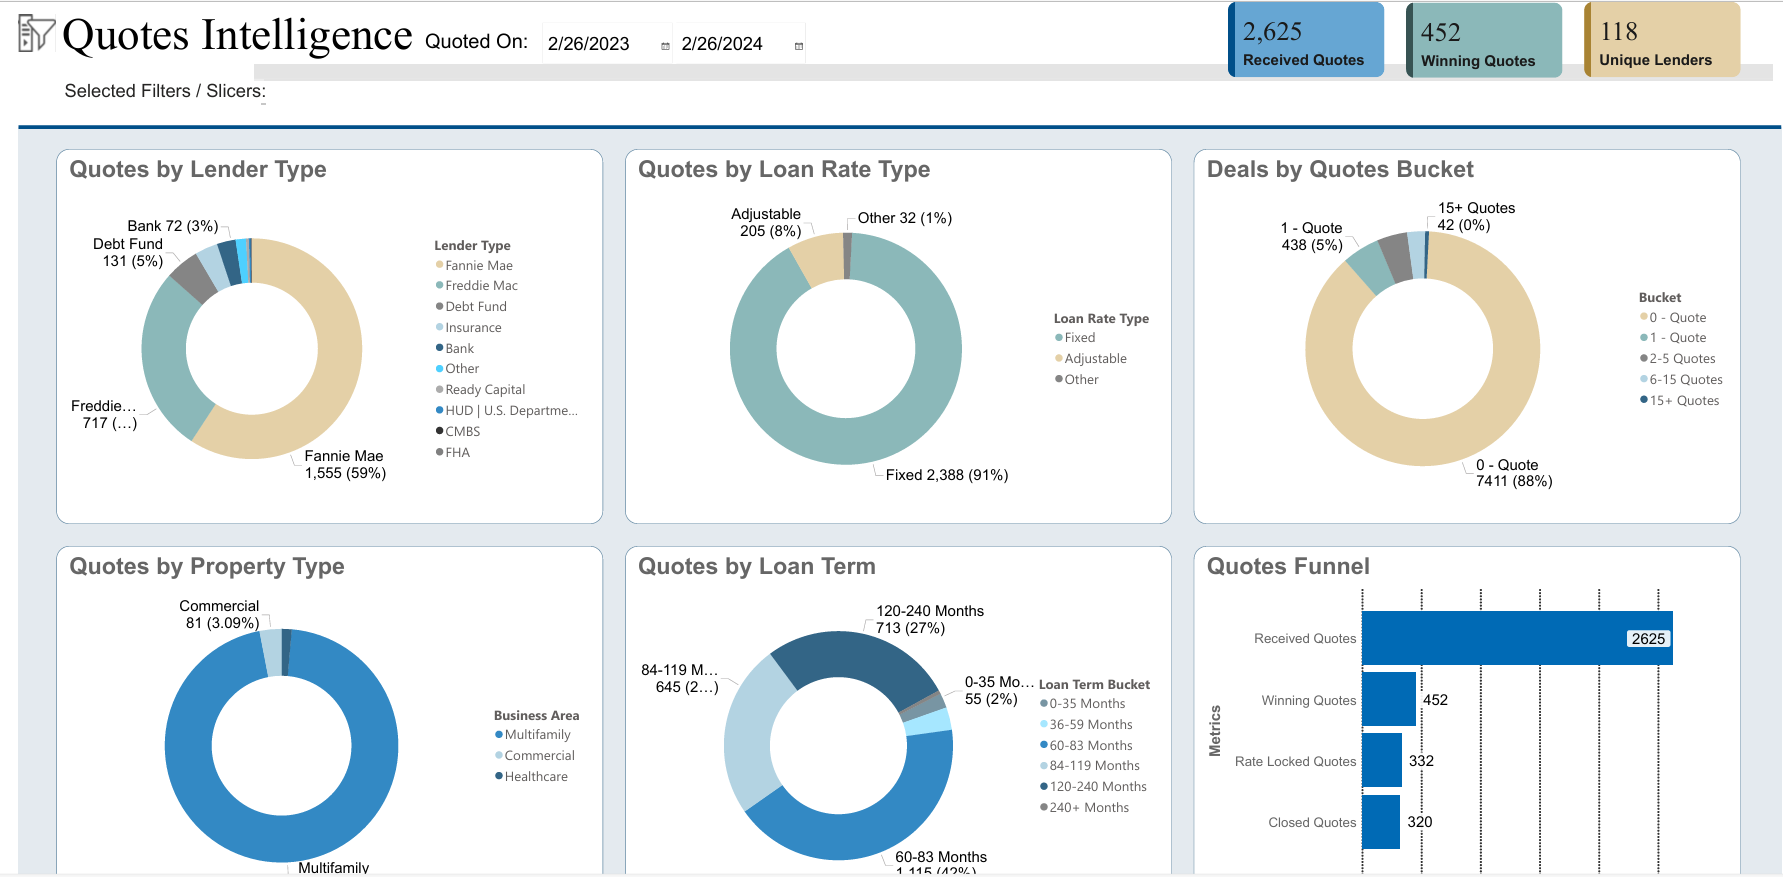 Quotes Intelligence
Quoted On:
2/26/2023
2/26/2024
2,625
Received Quotes
452
Winning Quotes
118
Unique Lenders
Selected Filters / Slicers:
Quotes by Lender Type
Bank 72 (3%)
Debt Fund
131 (5%)
Freddie...
717 (...)
Fannie Mae
1,555 (59%)
Lender Type
Fannie Mae
Freddie Mac
Debt Fund
Insurance
Bank
Other
Ready Capital
HUD | U.S. Departme...
CMBS
FHA
Quotes by Loan Rate Type
Adjustable
205 (8%)
Other 32 (1%)
Fixed 2,388 (91%)
Loan Rate Type
Fixed
Adjustable
Other
Deals by Quotes Bucket
15+ Quotes
42 (0%)
1 - Quote
438 (5%)
0 - Quote
7411 (88%)
Bucket
0 - Quote
1 - Quote
2-5 Quotes
6-15 Quotes
15+ Quotes
Quotes by Property Type
Commercial
81 (3.09%)
Multifamily
Business Area
Multifamily
Commercial
Healthcare
Quotes by Loan Term
120-240 Months
713 (27%)
84-119 M...
645 (2...)
0-35 Mo...
55 (2%)
60-83 Months
1,115 (42%)
Loan Term Bucket
0-35 Months
36-59 Months
60-83 Months
84-119 Months
120-240 Months
240+ Months
Quotes Funnel
Metrics
Received Quotes
2625
Winning Quotes
452
Rate Locked Quotes
332
Closed Quotes
320